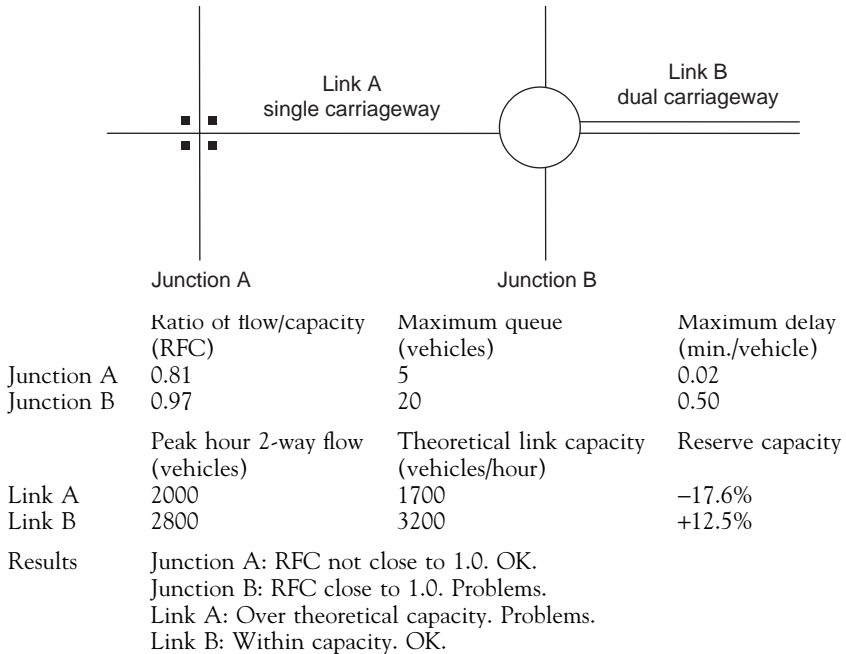 Link A
single carriageway
Link B
dual carriageway
Junction A
Junction B
Ratio of flow/capacity Maximum queue Maximum delay
(RFC) (vehicles) (min./vehicle)
Junction A 0.81 5 0.02
Junction B 0.97 20 0.50
Peak hour 2-way flow Theoretical link capacity Reserve capacity
(vehicles) (vehicles/hour)
Link A 2000 1700 −17.6%
Link B 2800 3200 +12.5%
Results Junction A: RFC not close to 1.0. OK.
Junction B: RFC close to 1.0. Problems.
Link A: Over theoretical capacity. Problems.
Link B: Within capacity. OK.